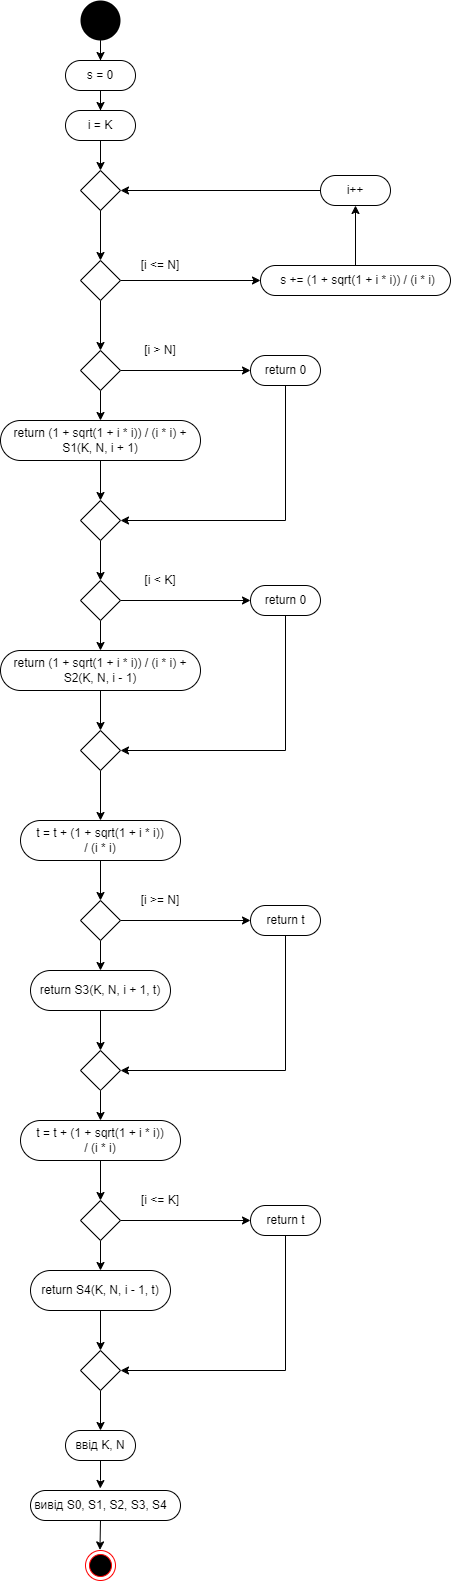 s = 0
i = K
i++
[i <= N]
s += (1 + sqrt(1 + i * i)) / (i * i)
[i > N]
return 0
return (1 + sqrt(1 + i * i)) / (i * i) +
S1(K, N, i + 1)
[i < K]
return 0
return (1 + sqrt(1 + i * i)) / (i * i) +
S2(K, N, i - 1)
t = t + (1 + sqrt(1 + i * i))
/ (i * i)
[i >= N]
return t
return S3(K, N, i + 1, t)
t = t + (1 + sqrt(1 + i * i))
/ (i * i)
[i <= K]
return t
return S4(K, N, i - 1, t)
ввід K, N
вивід S0, S1, S2, S3, S4